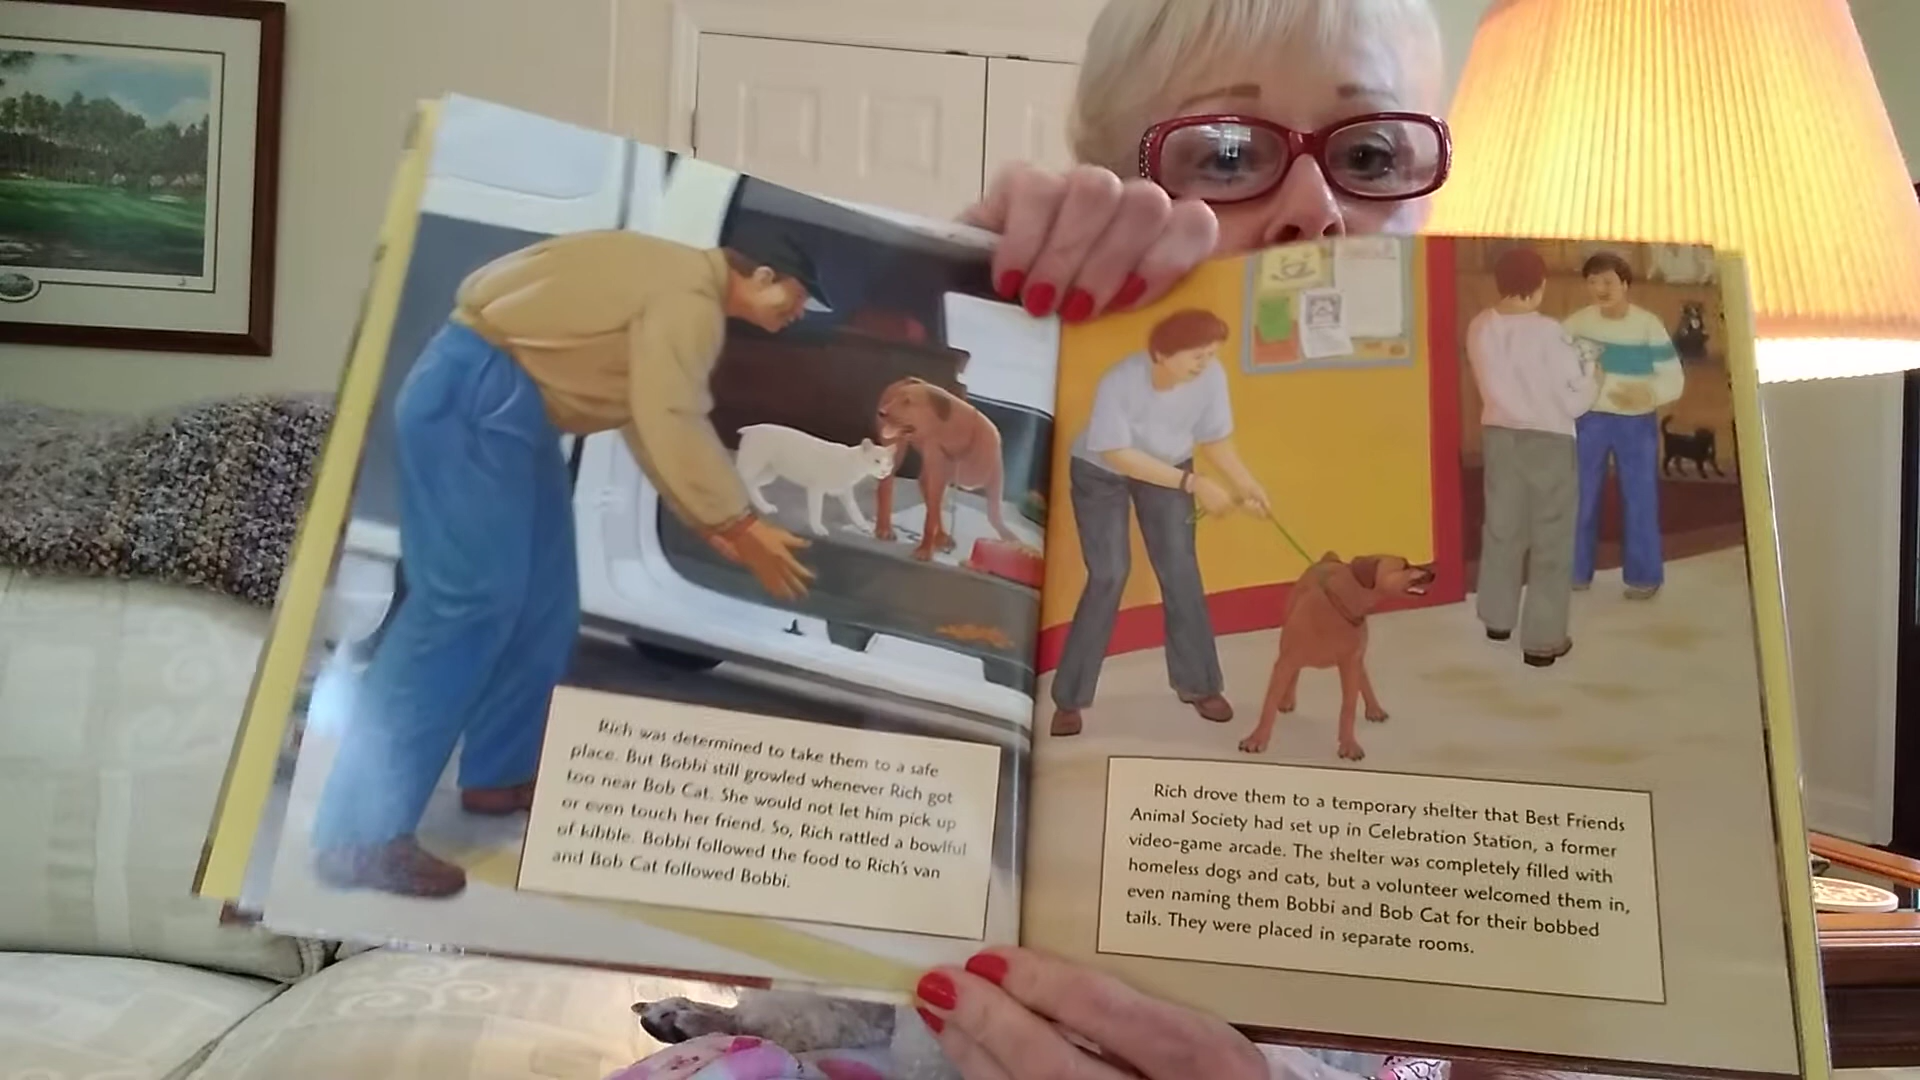 Rich was determined to take them to a safe
place. But Bobbi still growled whenever Rich got
too near Bob Cat. She would not let him pick up
or even touch her friend. So, Rich rattled a bowlful
of kibble. Bobbi followed the food to Rich's van
and Bob Cat followed Bobbi.
Rich drove them to a temporary shelter that Best Friends
Animal Society had set up in Celebration Station, a former
video-game arcade. The shelter was completely filled with
homeless dogs and cats, but a volunteer welcomed them in,
even naming them Bobbi and Bob Cat for their bobbed
tails. They were placed in separate rooms.